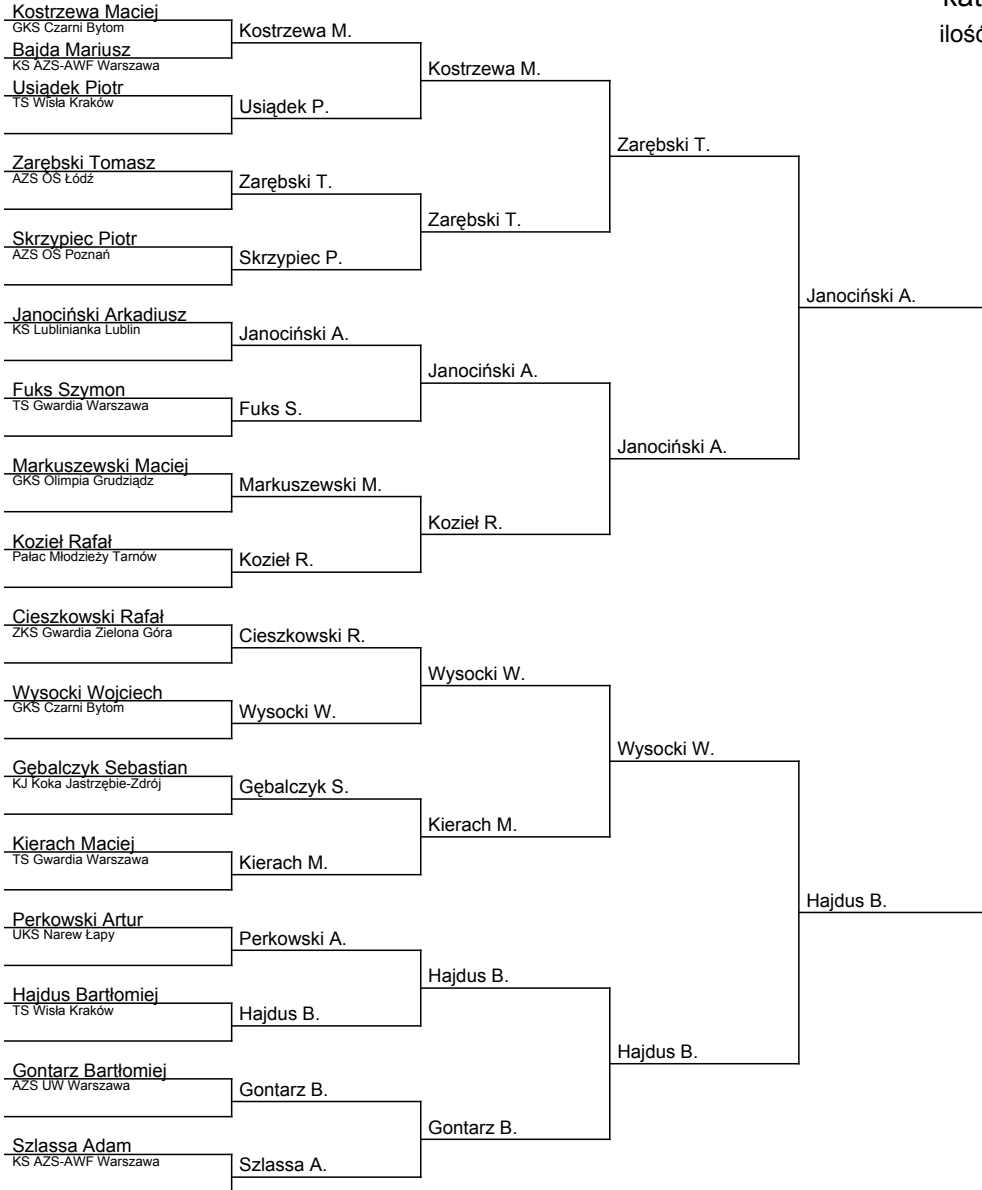 Kostrzewa Maciej
GKS Czarni Bytom
Bajda Mariusz
KS AZS-AWF Warszawa
Usiądek Piotr
TS Wisła Kraków
Zarębski Tomasz
AZS OŚ Łódź
Skrzypiec Piotr
AZS OŚ Poznań
Janociński Arkadiusz
KS Lublinianka Lublin
Fuks Szymon
TS Gwardia Warszawa
Markuszewski Maciej
GKS Olimpia Grudziądz
Kozieł Rafał
Pałac Młodzieży Tarnów
Cieszkowski Rafał
ZKS Gwardia Zielona Góra
Wysocki Wojciech
GKS Czarni Bytom
Gębalczyk Sebastian
KJ Koka Jastrzębie-Zdrój
Kierach Maciej
TS Gwardia Warszawa
Perkowski Artur
UKS Narew Łapy
Hajdus Bartłomiej
TS Wisła Kraków
Gontarz Bartłomiej
AZS UW Warszawa
Szlassa Adam
KS AZS-AWF Warszawa
Kostrzewa M.
Usiądek P.
Zarębski T.
Skrzypiec P.
Janociński A.
Fuks S.
Markuszewski M.
Kozieł R.
Cieszkowski R.
Wysocki W.
Gębalczyk S.
Kierach M.
Perkowski A.
Hajdus B.
Gontarz B.
Szlassa A.
Kostrzewa M.
Zarębski T.
Janociński A.
Kozieł R.
Wysocki W.
Kierach M.
Hajdus B.
Gontarz B.
Zarębski T.
Janociński A.
Wysocki W.
Hajdus B.
Janociński A.
Hajdus B.
ilość